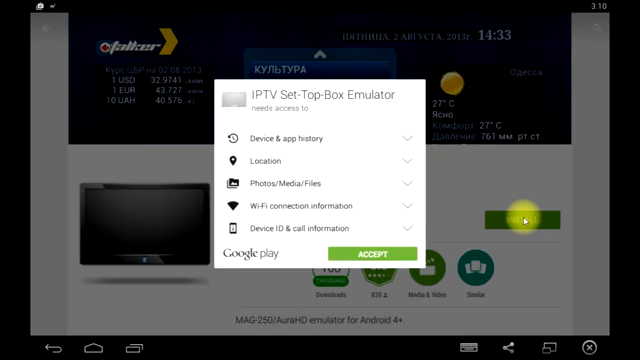 3:10
stalker
ПЯТНИЦА, 2 АВГУСТА, 2013г. 14:33
Курс ЦБР на 02.08.2013
1 USD 32.9741
1 EUR 43.727
10 UAH 40.576
КУЛЬТУРА
Одесса
27° C
Ясно
Комфорт 27° C
Давление 761 мм рт.ст.
IPTV Set-Top-Box Emulator
needs access to
Device & app history
Location
Photos/Media/Files
Wi-Fi connection information
Device ID & call information
Google play
ACCEPT
THOUSAND
Downloads
830
Media & Video
Similar
MAG-250/AuraHD emulator for Android 4+.